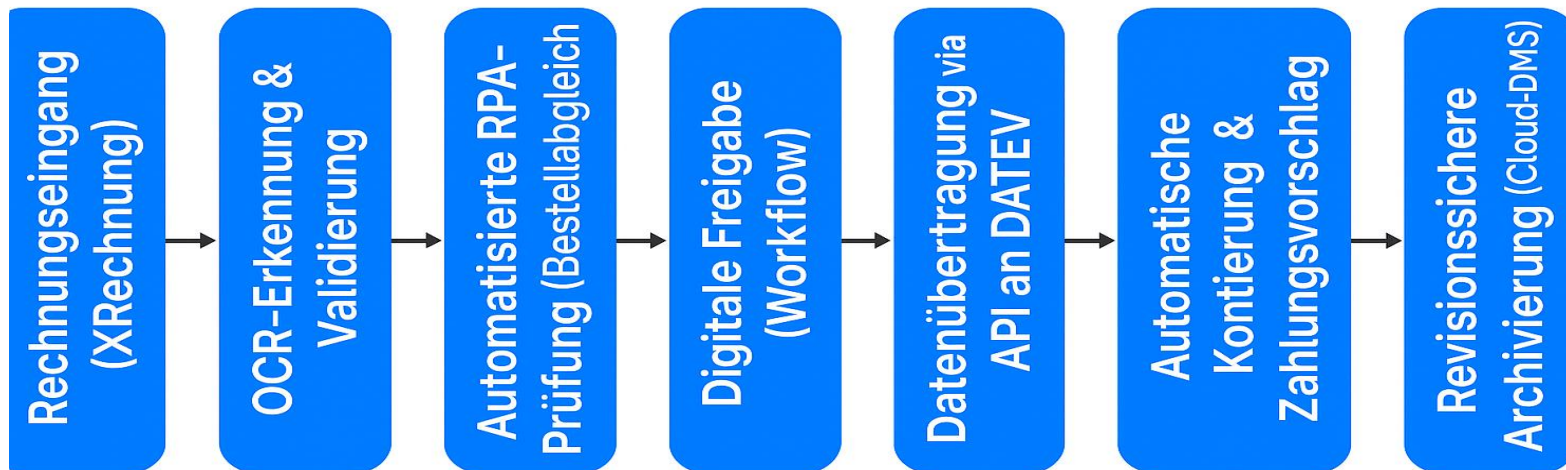 Rechnungseingang
(XRechnung)
OCR-Erkennung &
Validierung
Automatisierte RPA-
Prüfung (Bestellabgleich
Digitale Freigabe
(Workflow)
Datenübertragung via
API an DATEV
Automatische
Kontierung &
Zahlungsvorschlag
Revisionssichere
Archivierung (Cloud-DMS)